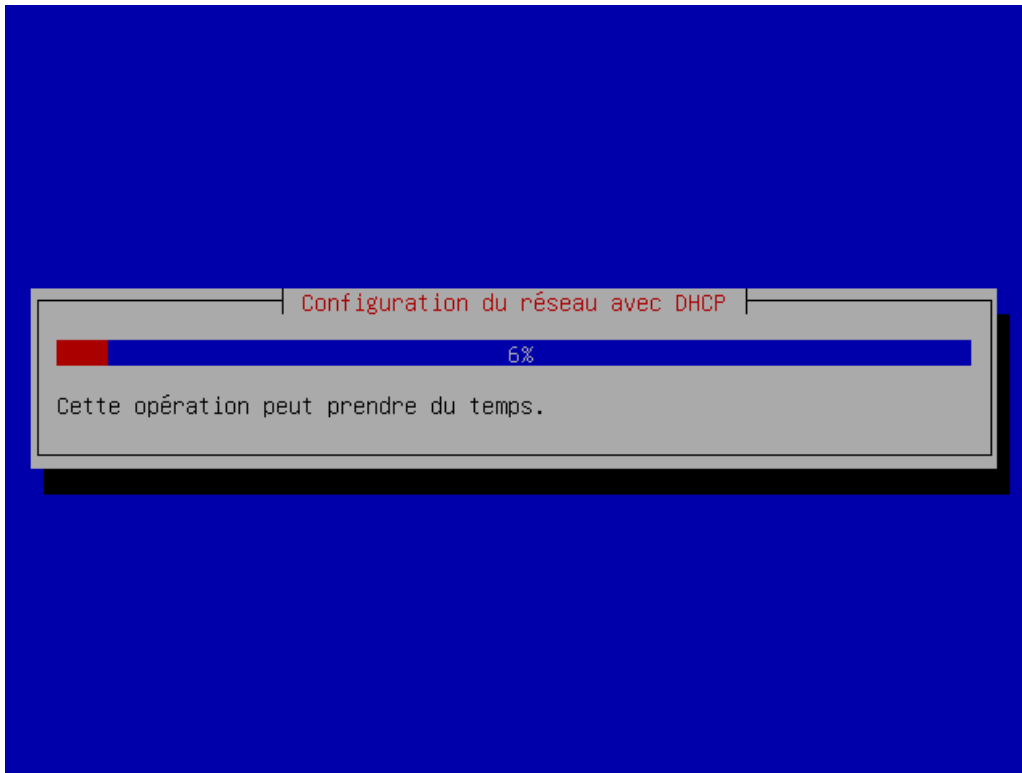 Configuration du réseau avec DHCP
6%
Cette opération peut prendre du temps.